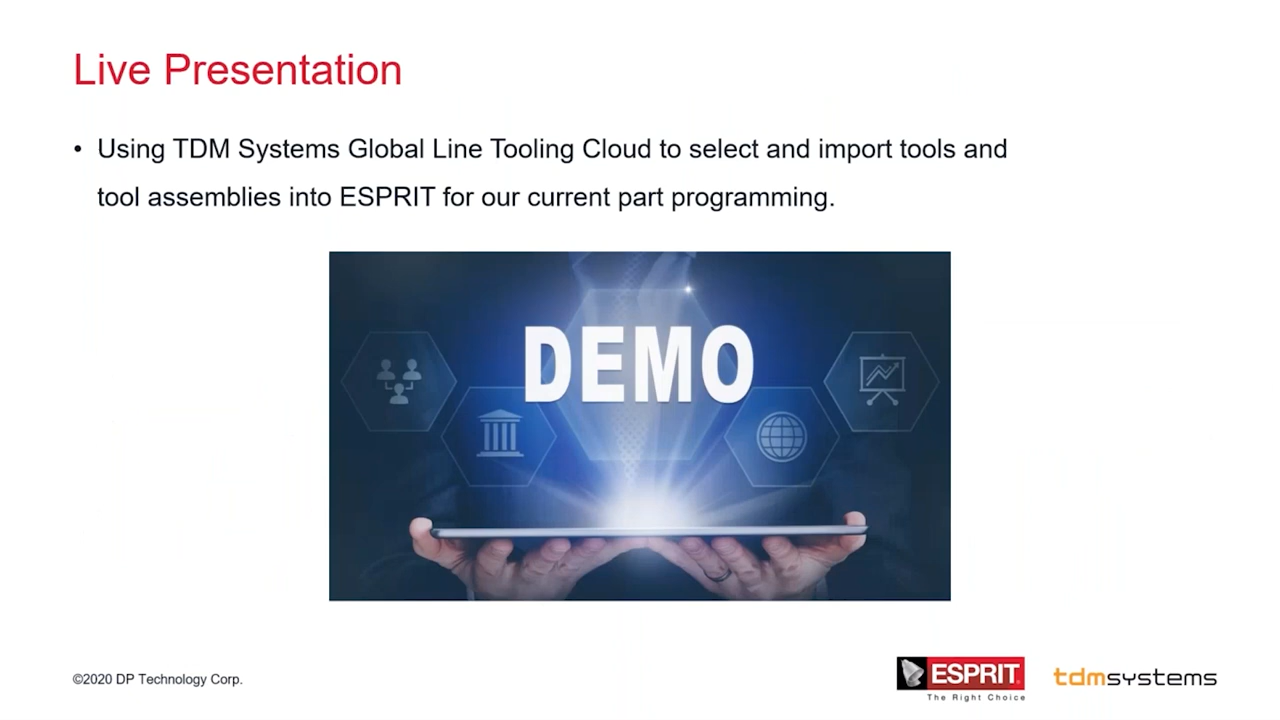 Live Presentation
• Using TDM Systems Global Line Tooling Cloud to select and import tools and
tool assemblies into ESPRIT for our current part programming.
DEMO
©2020 DP Technology Corp.
ESPRIT
The Right Choice
tdmsystems